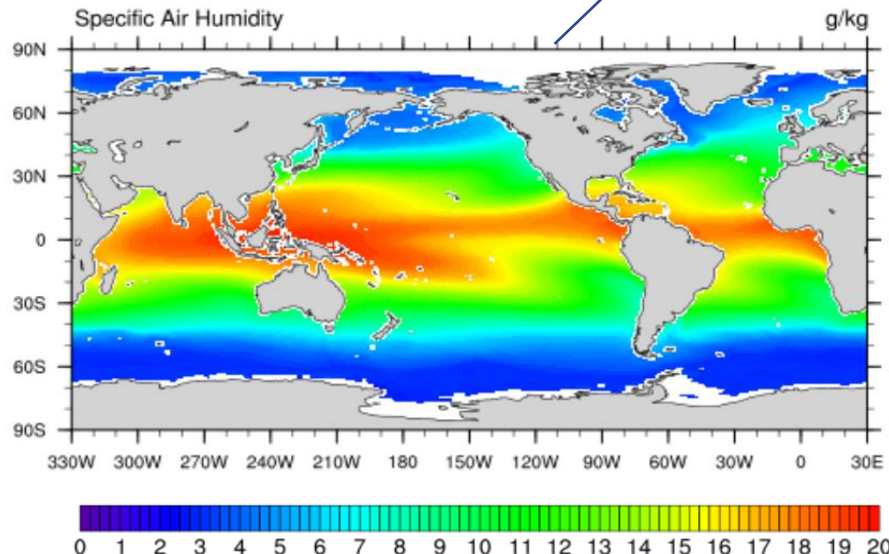 Specific Air Humidity g/kg
90N
60N
30N
0
30S
60S
90S
330W 300W 270W 240W 210W 180 150W 120W 90W 60W 30W 0 30E
0 1 2 3 4 5 6 7 8 9 10 11 12 13 14 15 16 17 18 19 20